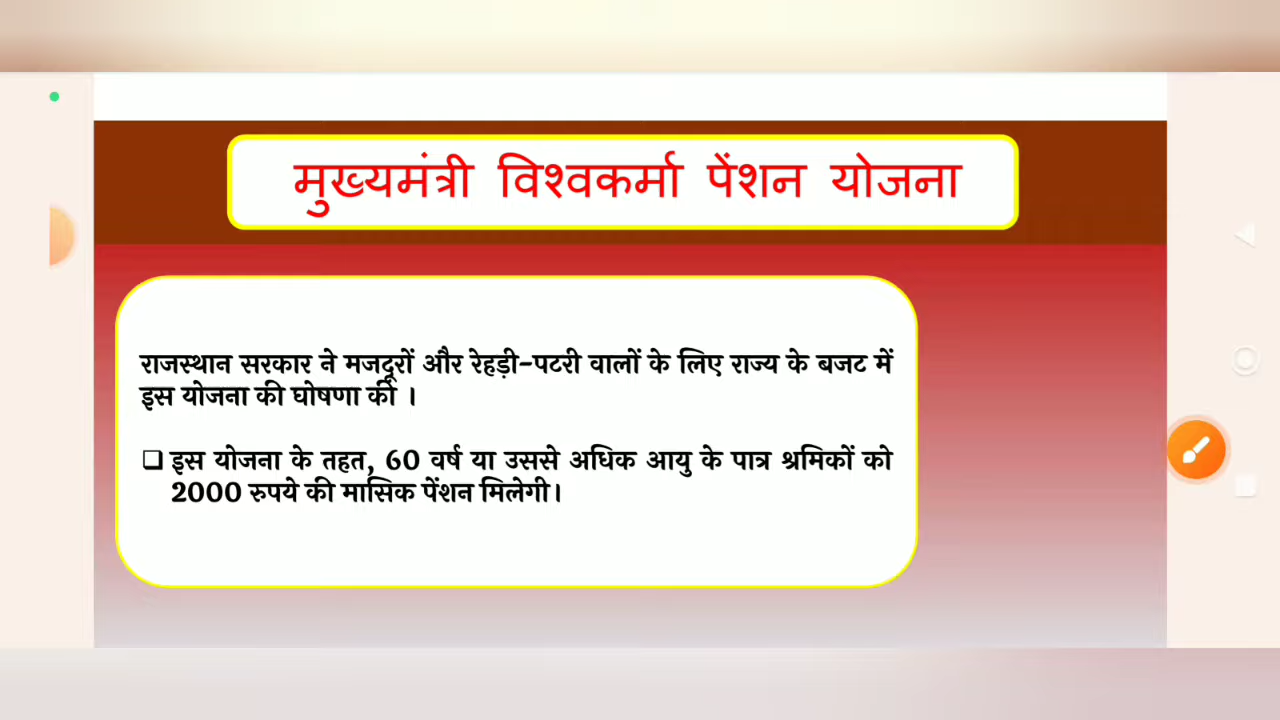 मुख्यमंत्री विश्वकर्मा पेंशन योजना
राजस्थान सरकार ने मजदूरों और रेहड़ी-पटरी वालों के लिए राज्य के बजट में
इस योजना की घोषणा की ।
❑ इस योजना के तहत, 60 वर्ष या उससे अधिक आयु के पात्र श्रमिकों को
2000 रुपये की मासिक पेंशन मिलेगी।